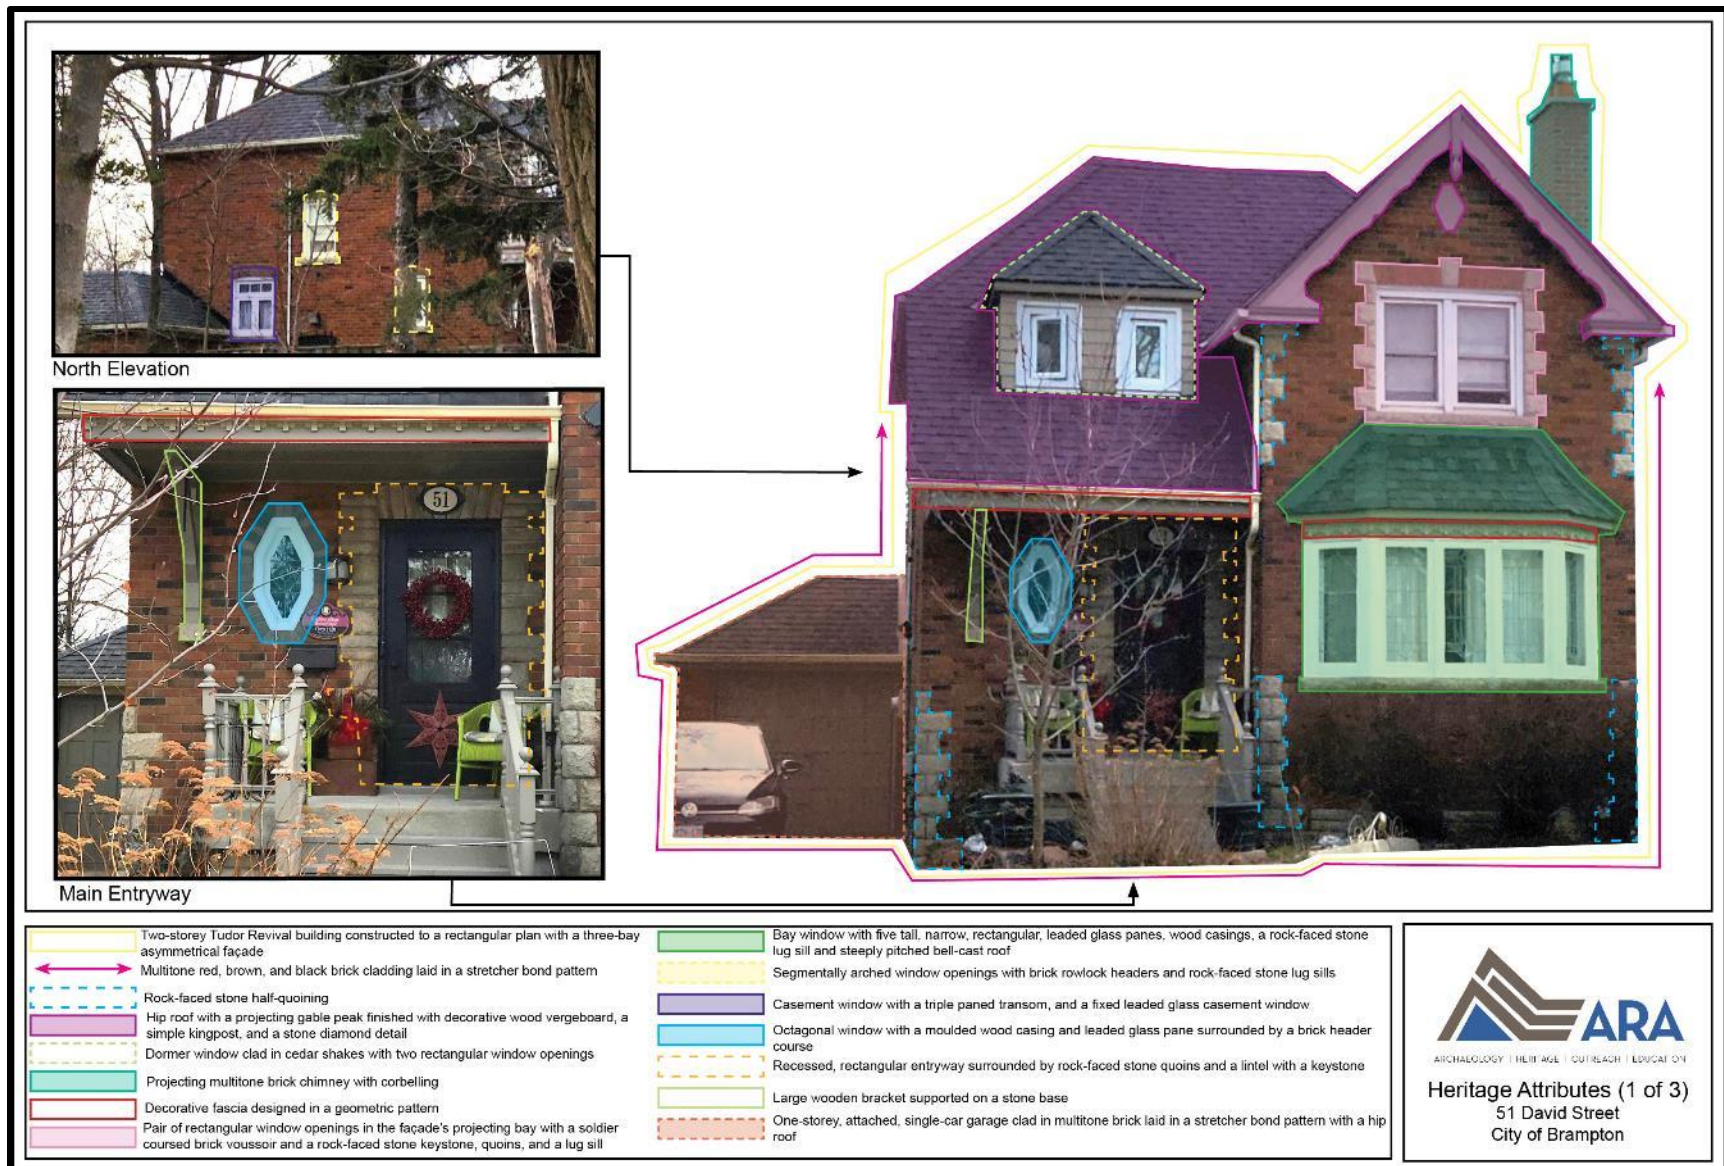 North Elevation
51
Main Entryway
Two-storey Tudor Revival building constructed to a rectangular plan with a three-bay
asymmetrical façade
Multitone red, brown, and black brick cladding laid in a stretcher bond pattern
Rock-faced stone half-quoining
Hip roof with a projecting gable peak finished with decorative wood vergeboard, a
simple kingpost, and a stone diamond detail
Dormer window clad in cedar shakes with two rectangular window openings
Projecting multitone brick chimney with corbelling
Decorative fascia designed in a geometric pattern
Pair of rectangular window openings in the façade's projecting bay with a soldier
coursed brick voussoir and a rock-faced stone keystone, quoins, and a lug sill
Bay window with five tall, narrow, rectangular, leaded glass panes, wood casings, a rock-faced stone
lug sill and steeply pitched bell-cast roof
Segmentally arched window openings with brick rowlock headers and rock-faced stone lug sills
Casement window with a triple paned transom, and a fixed leaded glass casement window
Octagonal window with a moulded wood casing and leaded glass pane surrounded by a brick header
course
Recessed, rectangular entryway surrounded by rock-faced stone quoins and a lintel with a keystone
Large wooden bracket supported on a stone base
One-storey, attached, single-car garage clad in multitone brick laid in a stretcher bond pattern with a hip
roof
ARA
ARCHAEOLOGY | HERITAGE | OUTREACH | EDUCATION
Heritage Attributes (1 of 3)
51 David Street
City of Brampton